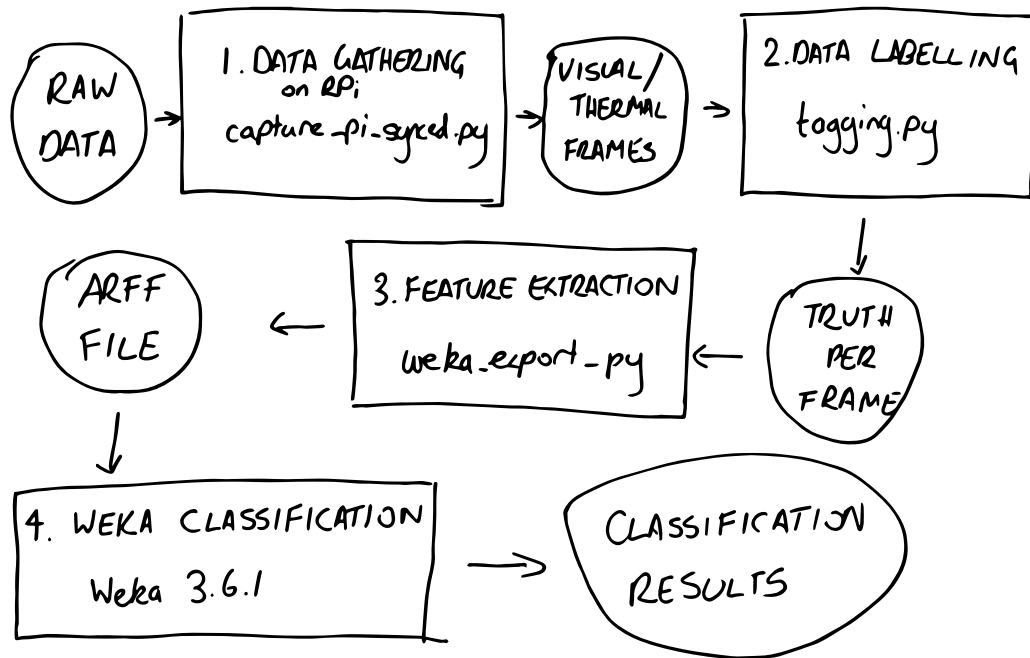 RAW
DATA
1. DATA GATHERING
on RPi
capture_pi_synced.py
VISUAL/
THERMAL
FRAMES
2. DATA LABELLING
tagging.py
TRUTH
PER
FRAME
3. FEATURE EXTRACTION
weka_export_py
ARFF
FILE
4. WEKA CLASSIFICATION
Weka 3.6.1
CLASSIFICATION
RESULTS